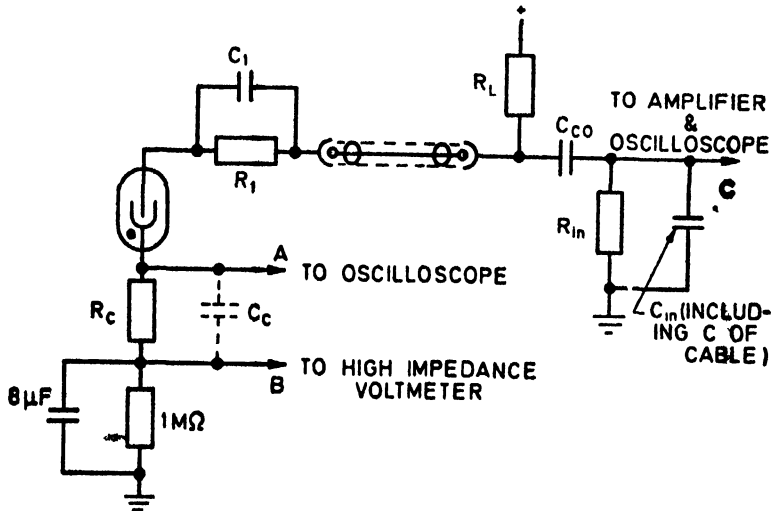 C1
R1
RL
+
CCO
TO AMPLIFIER
&
OSCILLOSCOPE
C
Rin
Cin (INCLUD-
ING C OF
CABLE)
A
TO OSCILLOSCOPE
RC
CC
B
TO HIGH IMPEDANCE
VOLTMETER
8µF
1MΩ